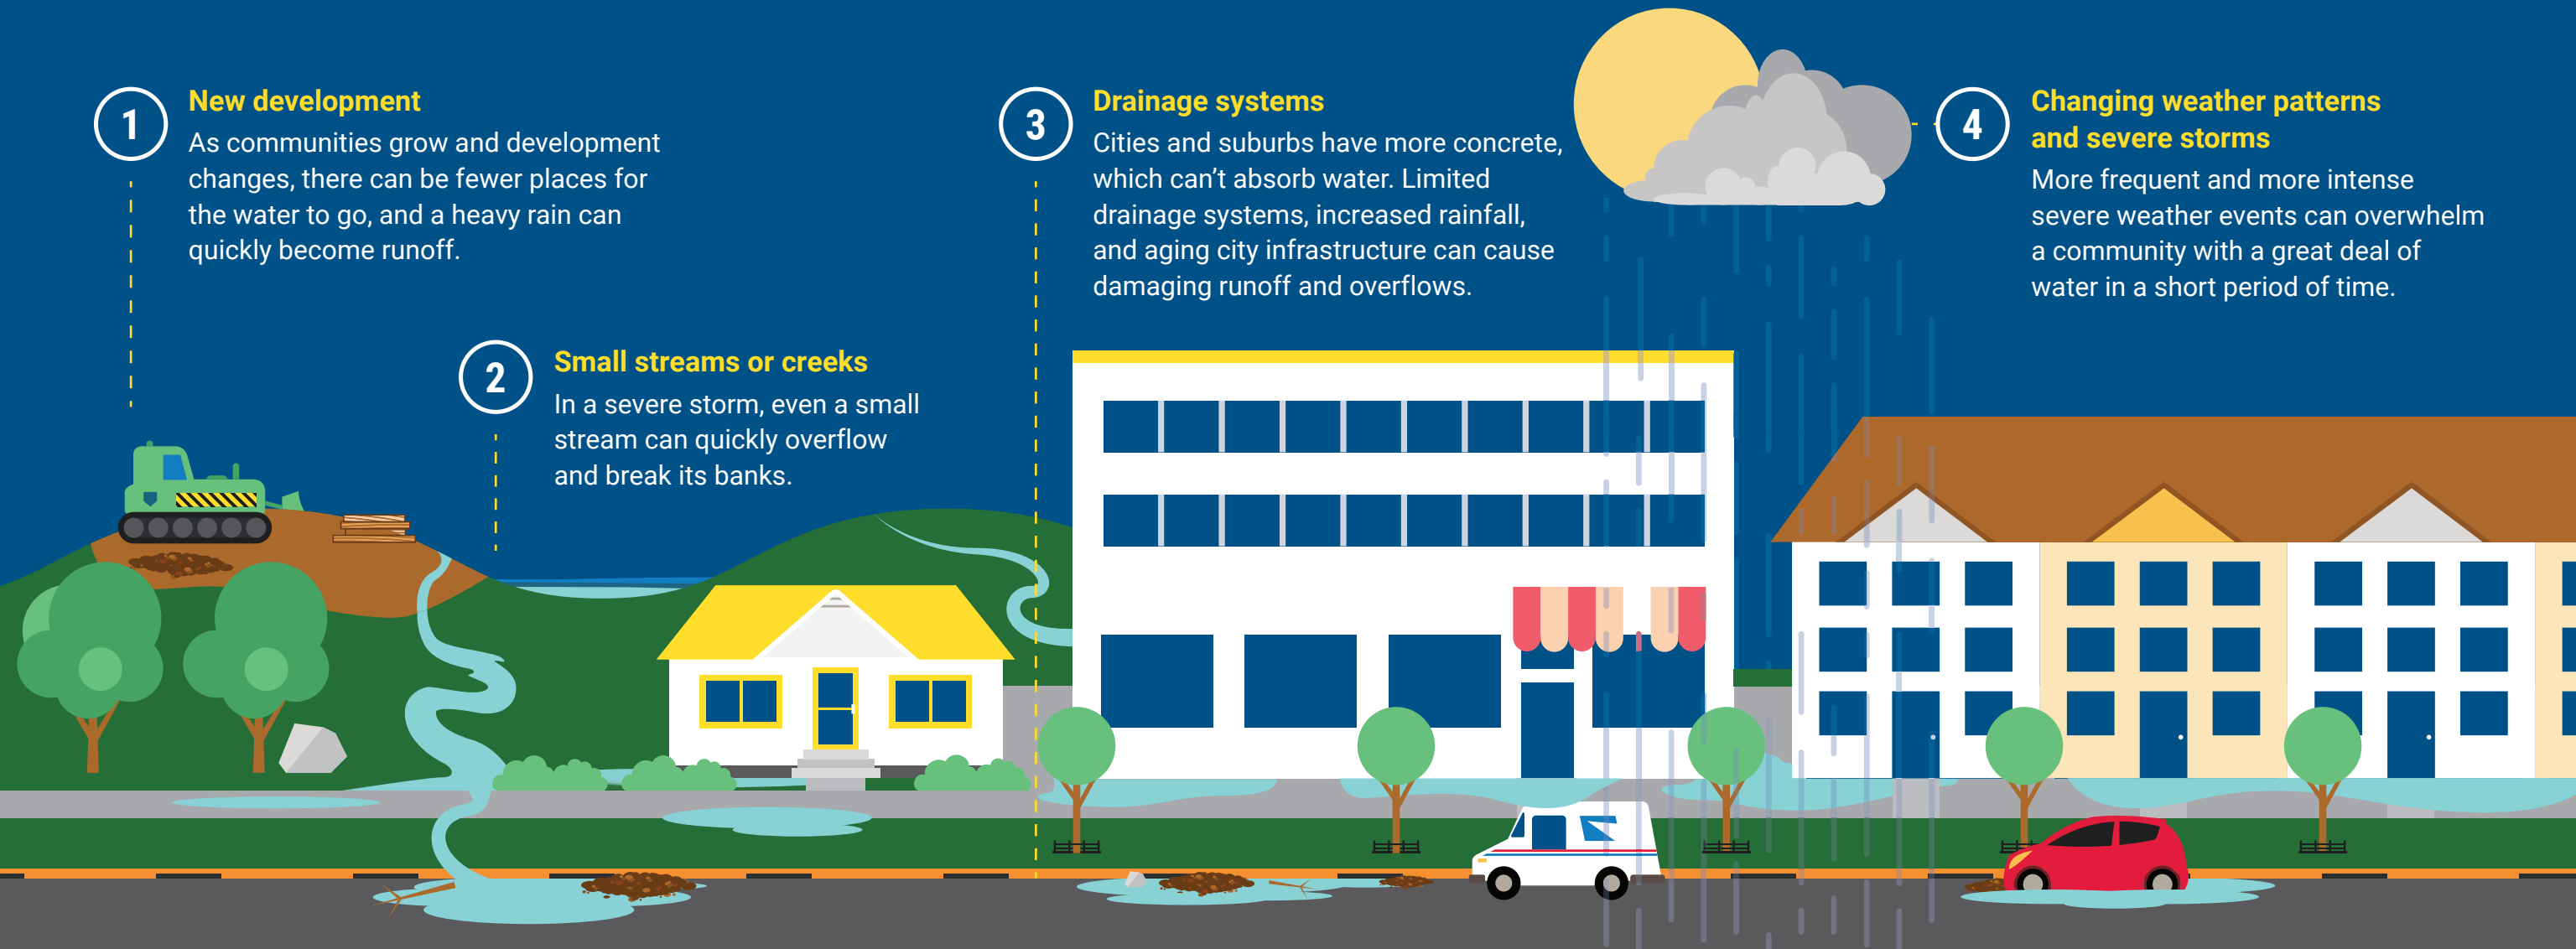 1
New development
As communities grow and development
changes, there can be fewer places for
the water to go, and a heavy rain can
quickly become runoff.
2
Small streams or creeks
In a severe storm, even a small
stream can quickly overflow
and break its banks.
3
Drainage systems
Cities and suburbs have more concrete,
which can’t absorb water. Limited
drainage systems, increased rainfall,
and aging city infrastructure can cause
damaging runoff and overflows.
4
Changing weather patterns
and severe storms
More frequent and more intense
severe weather events can overwhelm
a community with a great deal of
water in a short period of time.